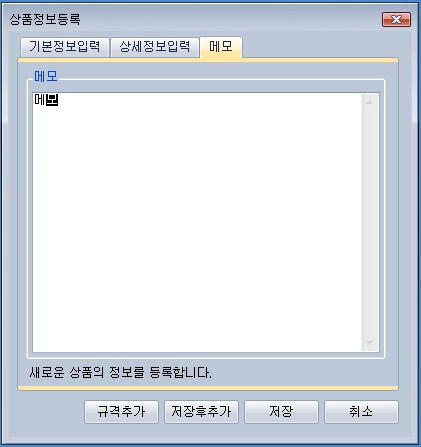 상품정보등록
기본정보입력 상세정보입력 메모
메모
메모
새로운 상품의 정보를 등록합니다.
규격추가 저장후추가 저장 취소